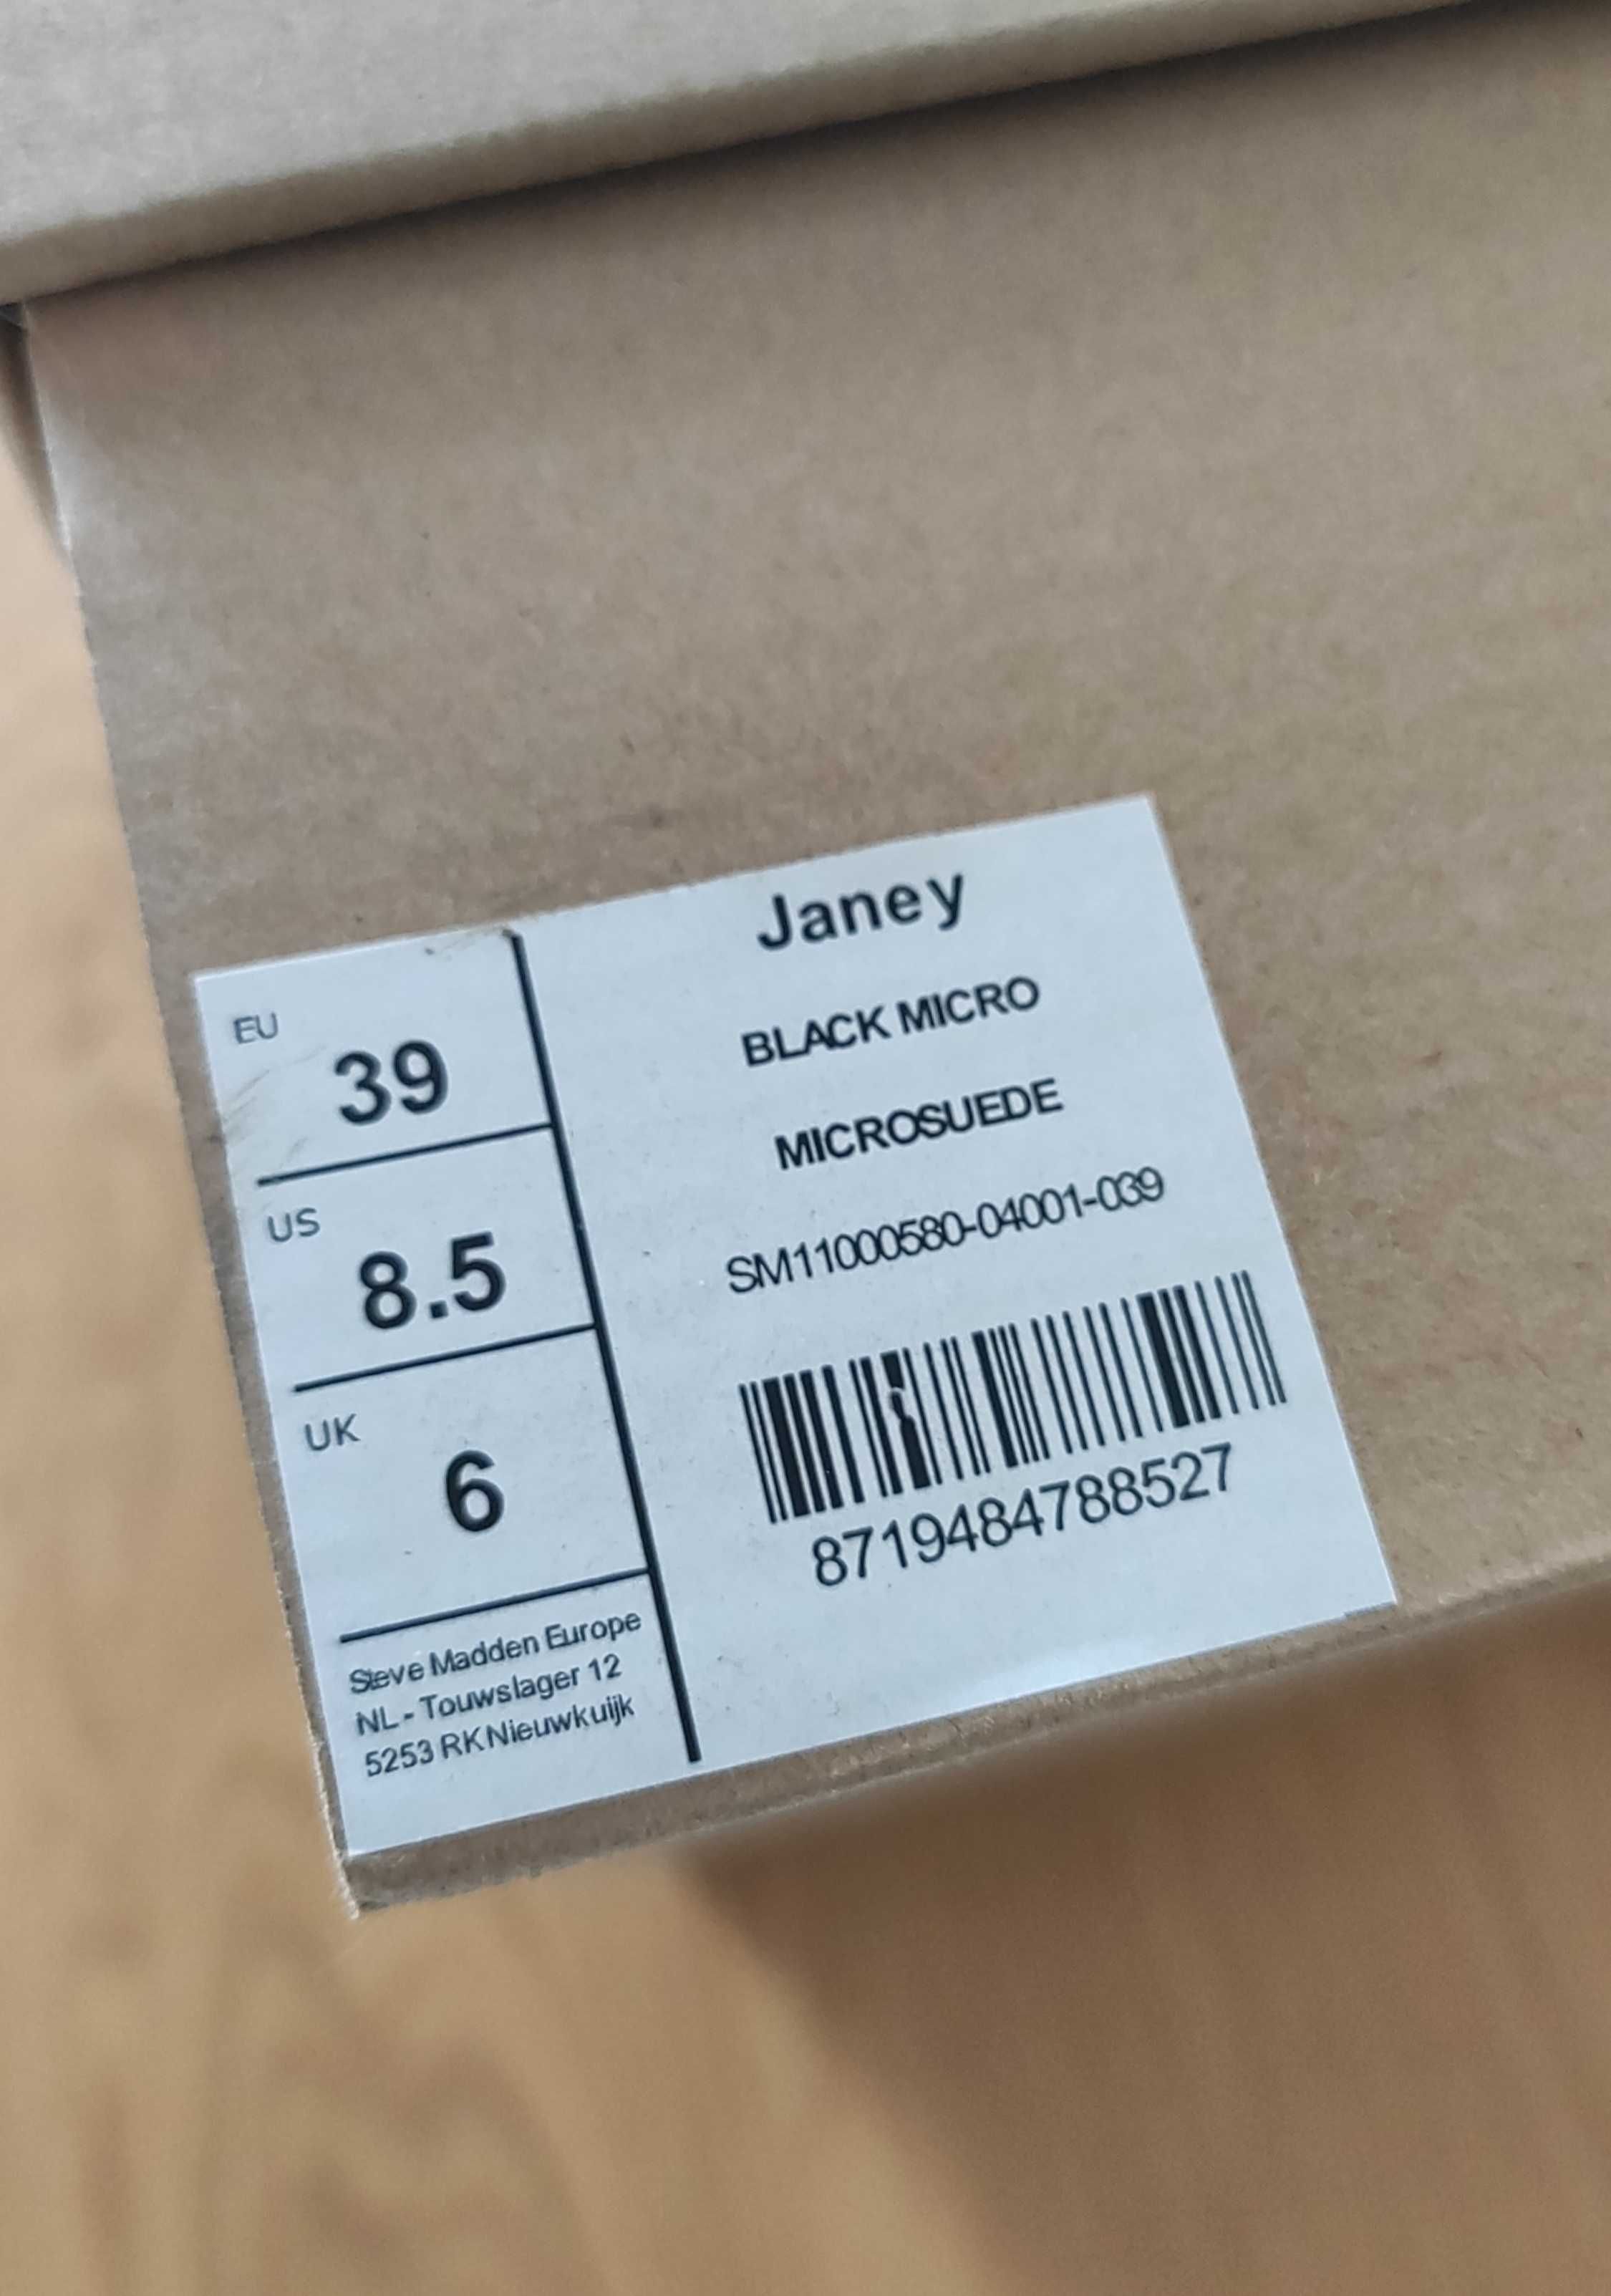 EU
39
US
8.5
UK
6
Steve Madden Europe
NL - Touwslager 12
5253 RK Nieuwkuijk
Janey
BLACK MICRO
MICROSUEDE
SM11000580-04001-039
8719484788527